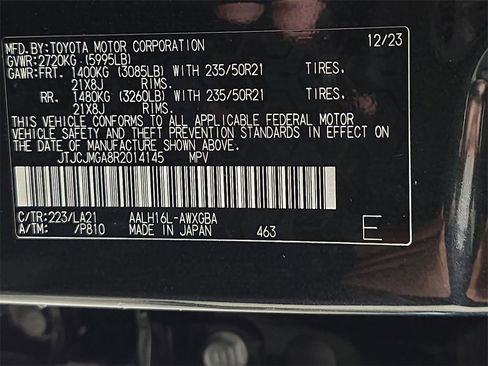 MFD.BY:TOYOTA MOTOR CORPORATION 12/23
GVWR:2720KG (5995LB)
GAWR:FRT. 1400KG (3085LB) WITH 235/50R21 TIRES.
21X8J RIMS.
RR. 1480KG (3260LB) WITH 235/50R21 TIRES.
21X8J RIMS.
THIS VEHICLE CONFORMS TO ALL APPLICABLE FEDERAL MOTOR
VEHICLE SAFETY AND THEFT PREVENTION STANDARDS IN EFFECT
ON THE DATE OF MANUFACTURE SHOWN ABOVE.
JTJCJMGA8R2014145 MPV
C/TR:223/LA21 AALH16L-AWXGBA
A/TM: /P810 MADE IN JAPAN 463 E